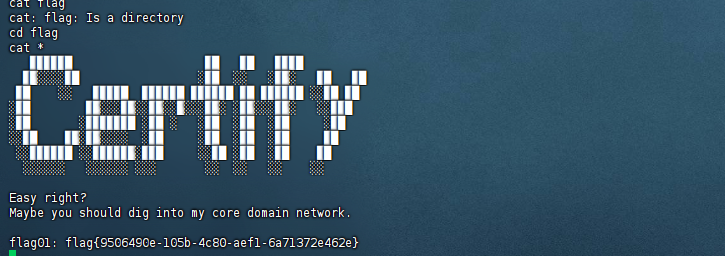 cat flag
cat: flag: Is a directory
cd flag
cat *
Certify
Easy right?
Maybe you should dig into my core domain network.
flag01: flag{9506490e-105b-4c80-aef1-6a71372e462e}